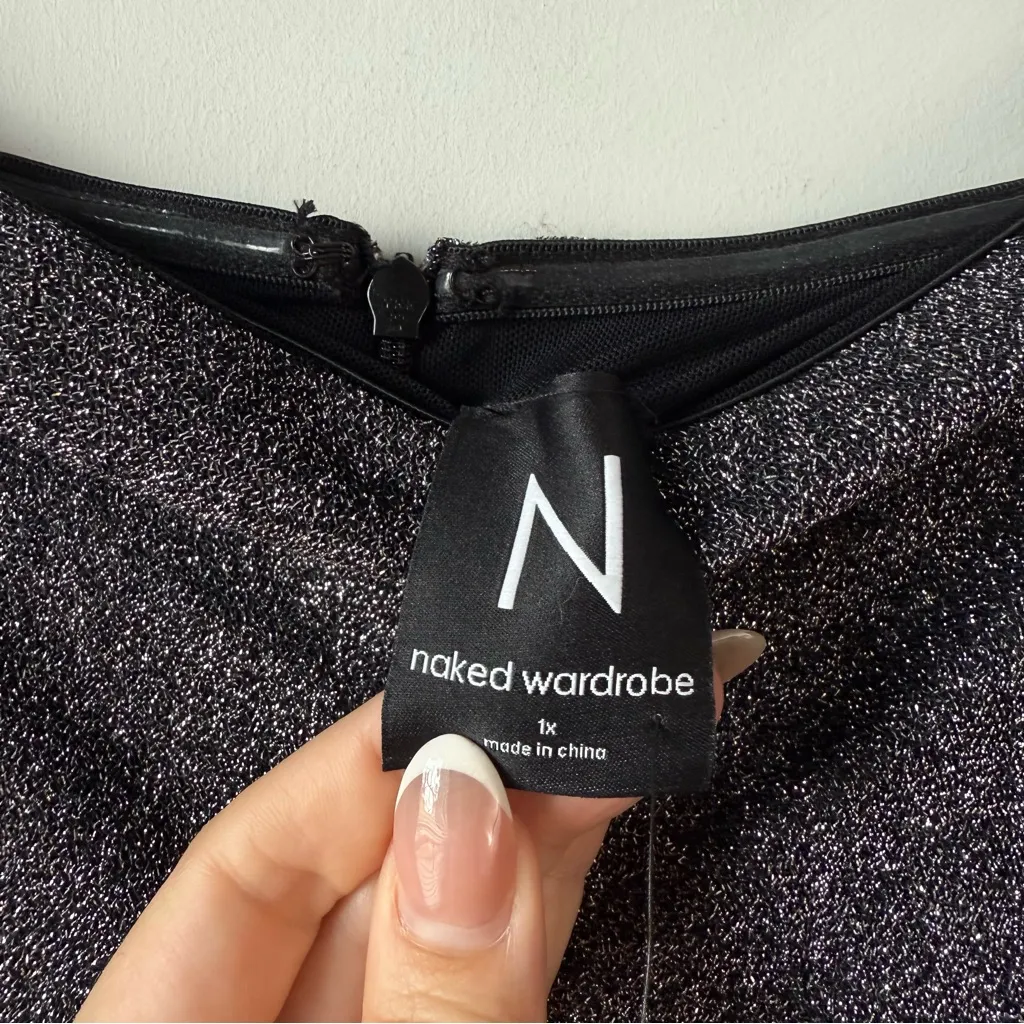 N
naked wardrobe
1x
made in china